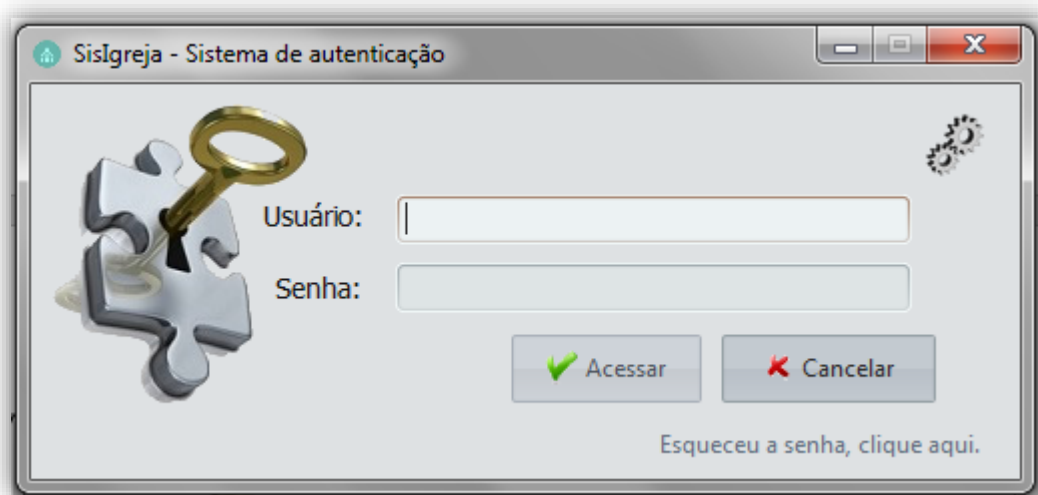 SisIgreja - Sistema de autenticação
Usuário:
Senha:
Acessar
Cancelar
Esqueceu a senha, clique aqui.